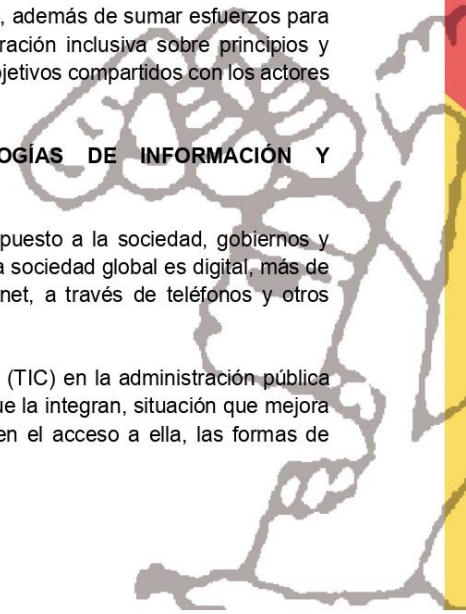 , además de sumar esfuerzos para
ración inclusiva sobre principios y
jetivos compartidos con los actores
OGÍAS DE INFORMACIÓN Y
puesto a la sociedad, gobiernos y
a sociedad global es digital, más de
net, a través de teléfonos y otros
(TIC) en la administración pública
ue la integran, situación que mejora
en el acceso a ella, las formas de